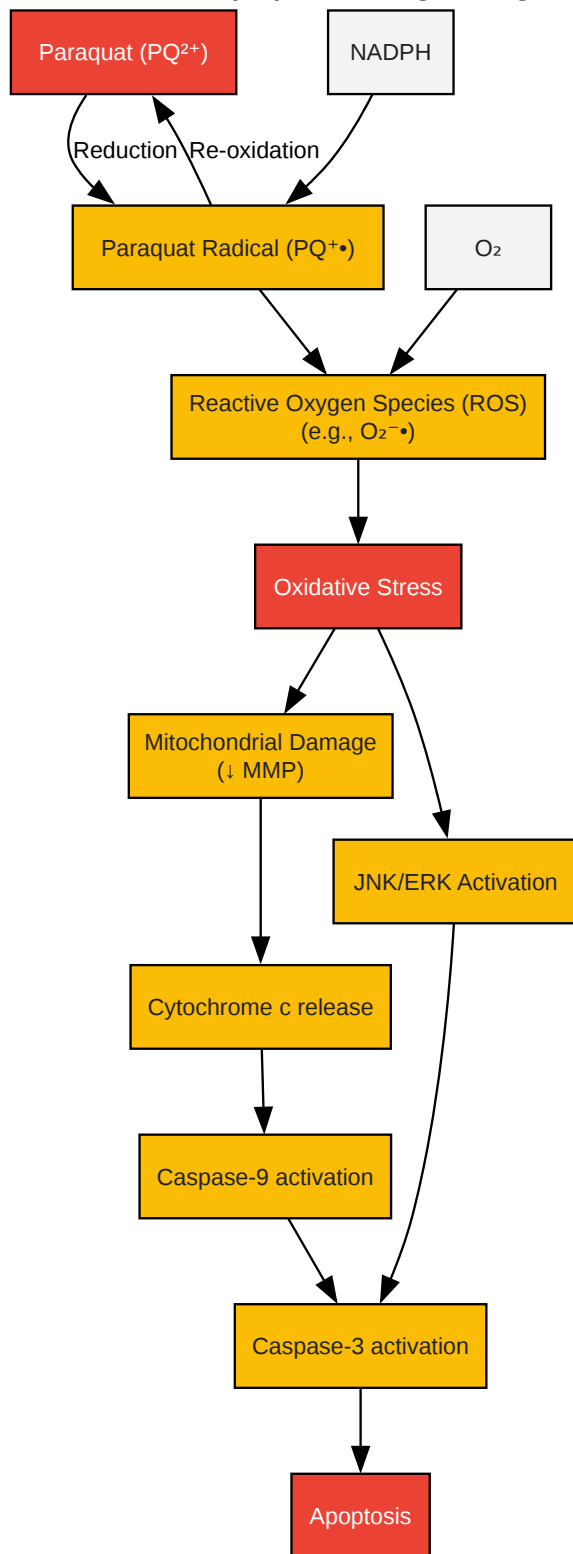 Paraquat (PQ²⁺)
NADPH
Reduction
Re-oxidation
Paraquat Radical (PQ⁺•)
O₂
Reactive Oxygen Species (ROS)
(e.g., O₂⁻•)
Oxidative Stress
Mitochondrial Damage
(↓ MMP)
JNK/ERK Activation
Cytochrome c release
Caspase-9 activation
Caspase-3 activation
Apoptosis